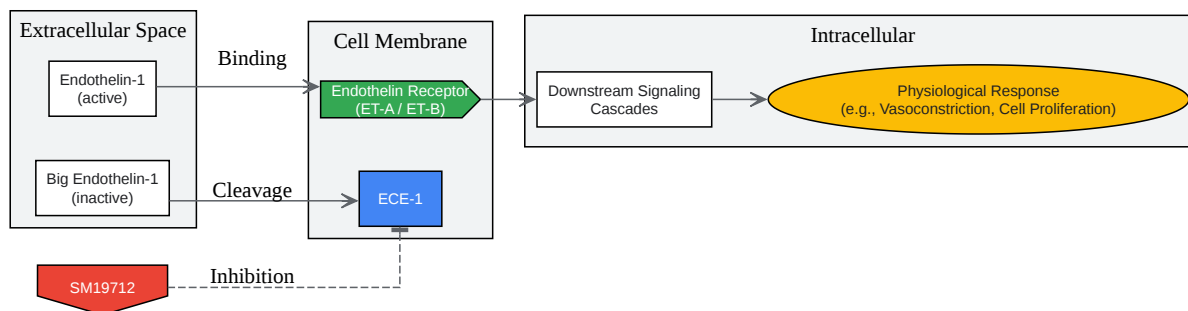 Extracellular Space
Endothelin-1
(active)
Binding
Big Endothelin-1
(inactive)
Cleavage
SM19712
Inhibition
Cell Membrane
Endothelin Receptor
(ET-A / ET-B)
ECE-1
Intracellular
Downstream Signaling
Cascades
Physiological Response
(e.g., Vasoconstriction, Cell Proliferation)